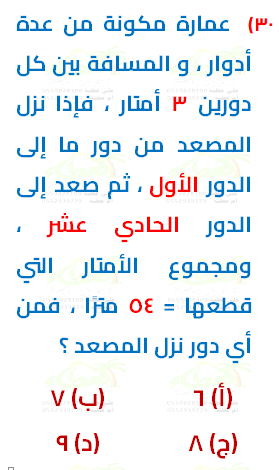 ٣٠) عمارة مكونة من عدة
أدوار ، و المسافة بين كل
دورين ٣ أمتار ، فإذا نزل
المصعد من دور ما إلى
الدور الأول ، ثم صعد إلى
الدور الحادي عشر ،
ومجموع الأمتار التي
قطعها = ٥٤ مترًا ، فمن
أي دور نزل المصعد ؟
(أ) ٦ (ب) ٧
(ج) ٨ (د) ٩